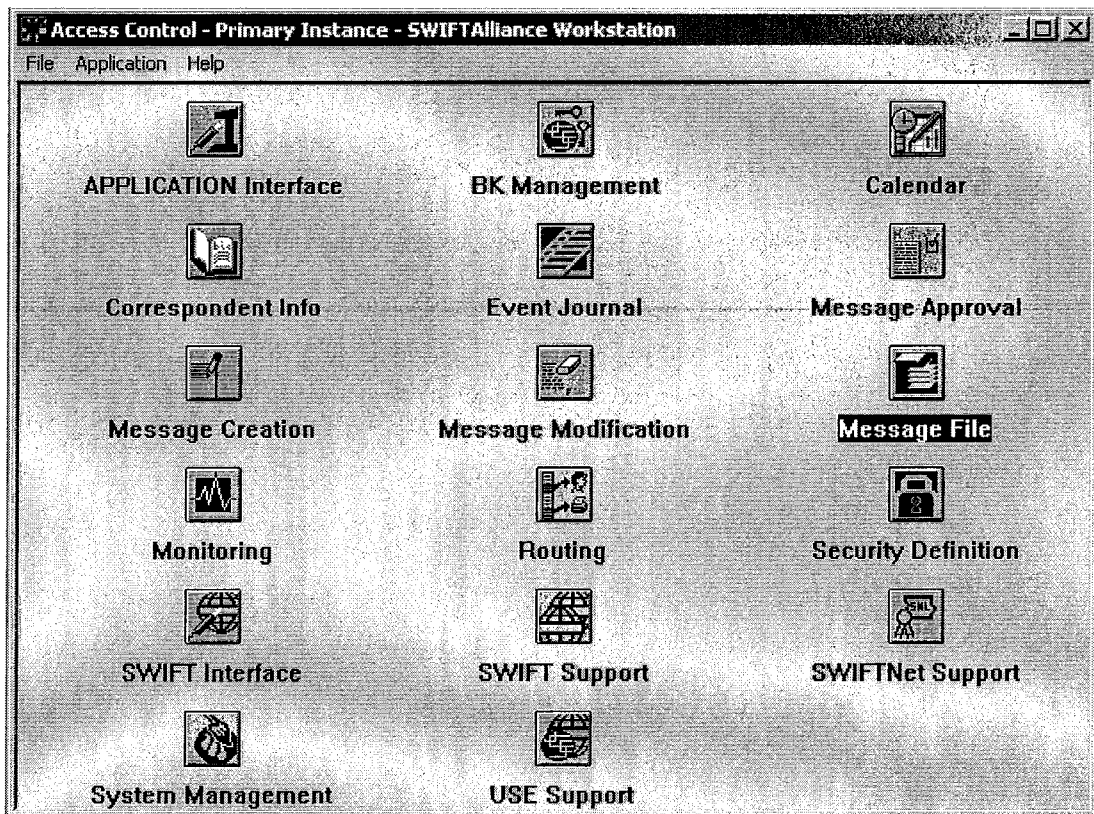 Access Control - Primary Instance - SWIFTAlliance Workstation
File Application Help
APPLICATION Interface
BK Management
Calendar
Correspondent Info
Event Journal
Message Approval
Message Creation
Message Modification
Message File
Monitoring
Routing
Security Definition
SWIFT Interface
SWIFT Support
SNL
SWIFTNet Support
System Management
USE Support